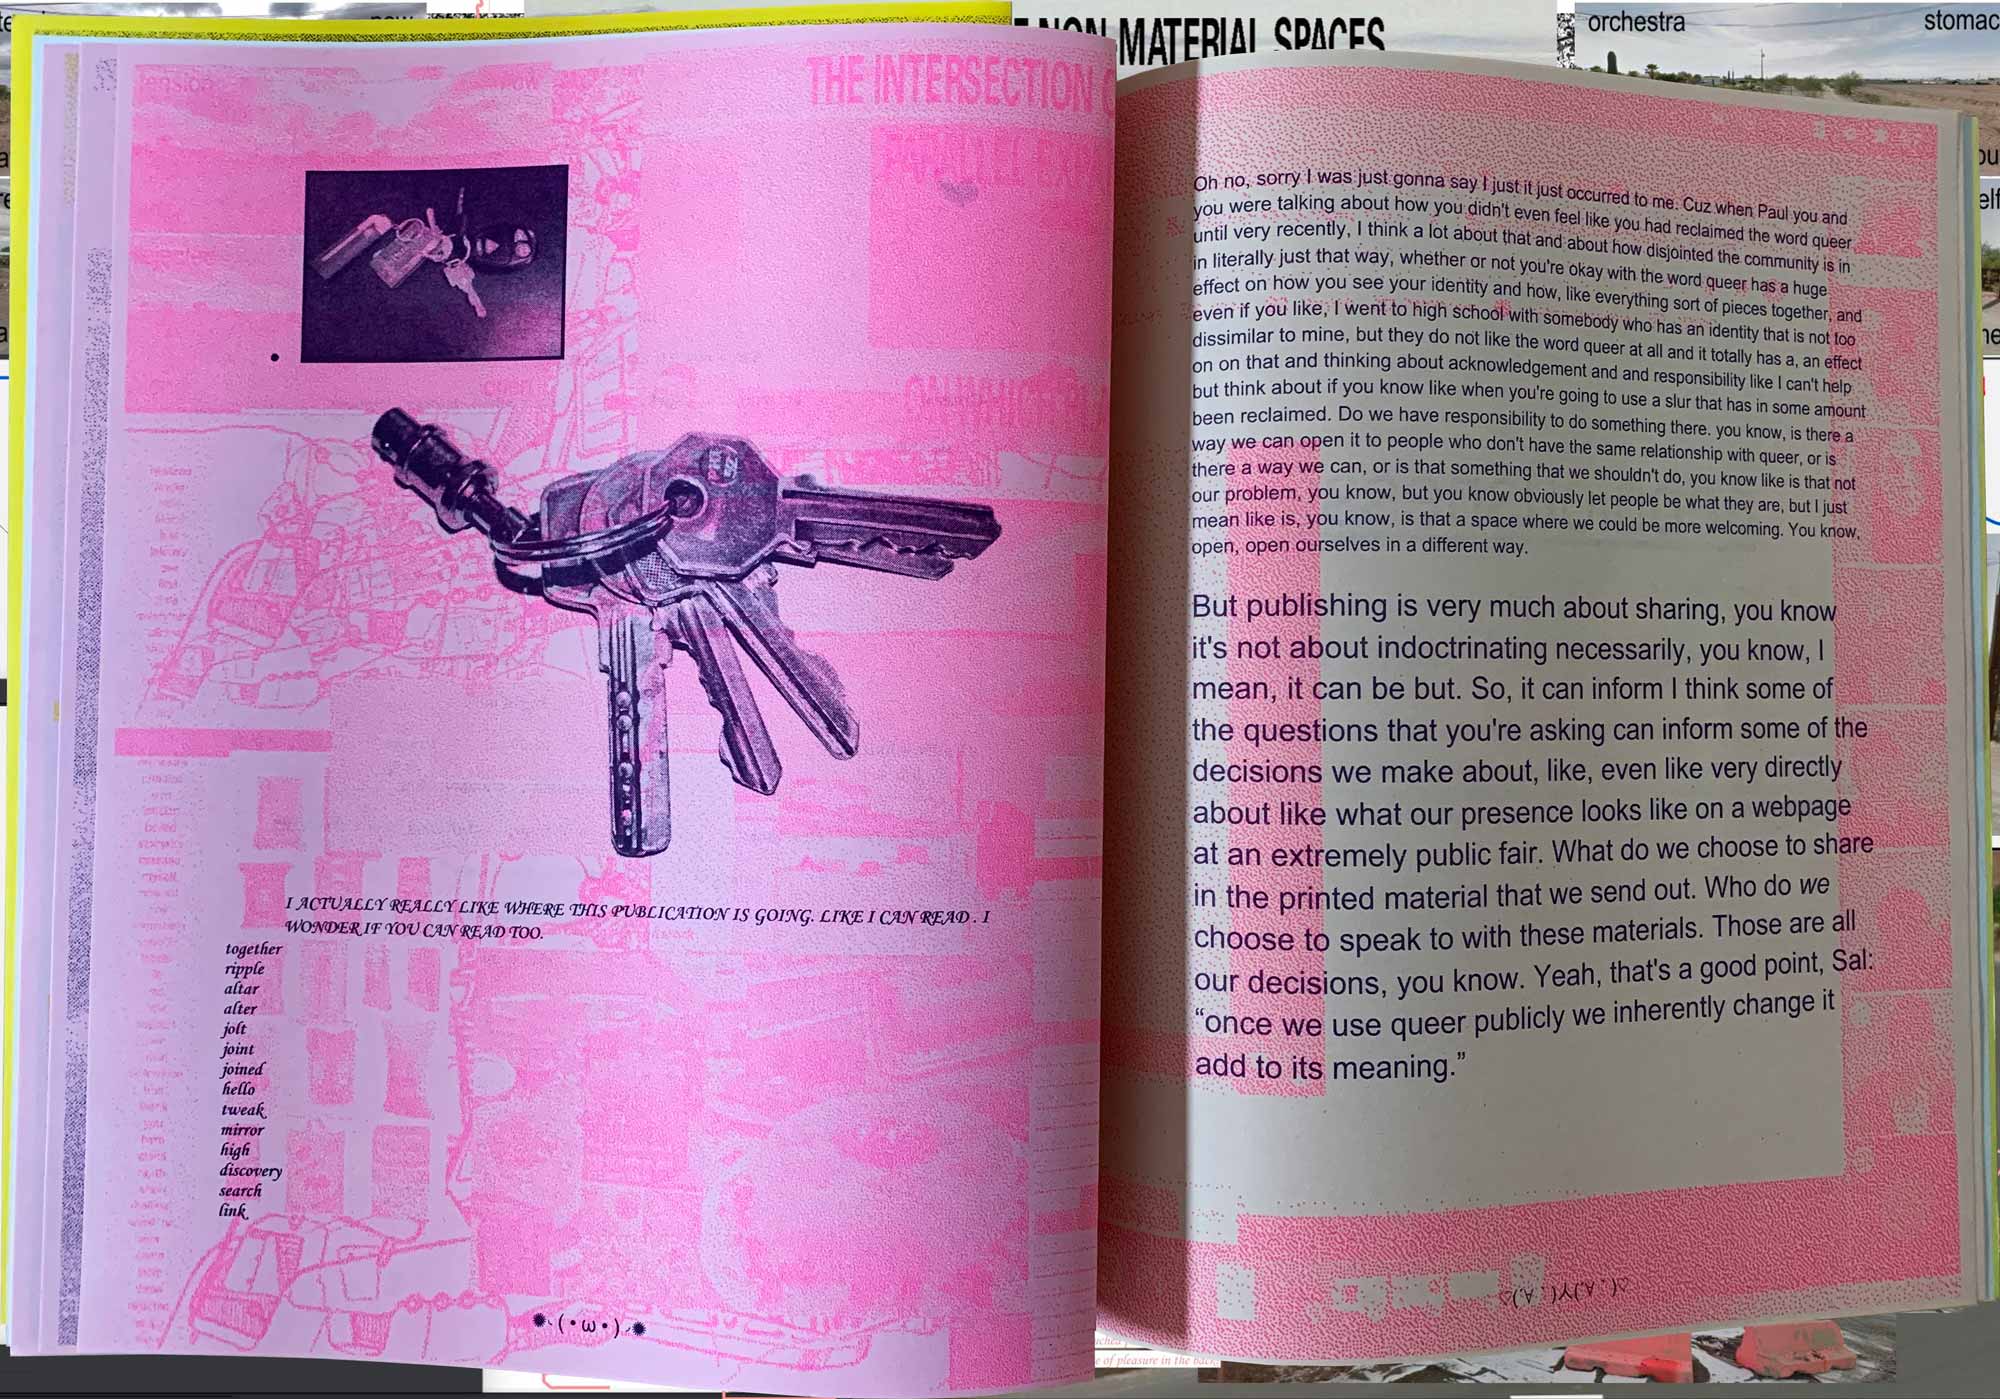 NON-MATERIAL SPACES
orchestra
stomac
tension
now
THE INTERSECTION
PARALLEL EXPA
open
I ACTUALLY REALLY LIKE WHERE THIS PUBLICATION IS GOING. LIKE I CAN READ . I
WONDER IF YOU CAN READ TOO.
together
ripple
altar
alter
jolt
joint
joined
hello
tweak
mirror
high
discovery
search
link
✺·(•ω•)·✺
Oh no, sorry I was just gonna say I just it just occurred to me. Cuz when Paul you and
you were talking about how you didn't even feel like you had reclaimed the word queer
until very recently, I think a lot about that and about how disjointed the community is in
in literally just that way, whether or not you're okay with the word queer has a huge
effect on how you see your identity and how, like everything sort of pieces together, and
even if you like, I went to high school with somebody who has an identity that is not too
dissimilar to mine, but they do not like the word queer at all and it totally has a, an effect
on on that and thinking about acknowledgement and and responsibility like I can't help
but think about if you know like when you're going to use a slur that has in some amount
been reclaimed. Do we have responsibility to do something there. you know, is there a
way we can open it to people who don't have the same relationship with queer, or is
there a way we can, or is that something that we shouldn't do, you know like is that not
our problem, you know, but you know obviously let people be what they are, but I just
mean like is, you know, is that a space where we could be more welcoming. You know,
open, open ourselves in a different way.
But publishing is very much about sharing, you know
it's not about indoctrinating necessarily, you know, I
mean, it can be but. So, it can inform I think some of
the questions that you're asking can inform some of the
decisions we make about, like, even like very directly
about like what our presence looks like on a webpage
at an extremely public fair. What do we choose to share
in the printed material that we send out. Who do we
choose to speak to with these materials. Those are all
our decisions, you know. Yeah, that's a good point, Sal:
“once we use queer publicly we inherently change it
add to its meaning.”
e of pleasure in the back.